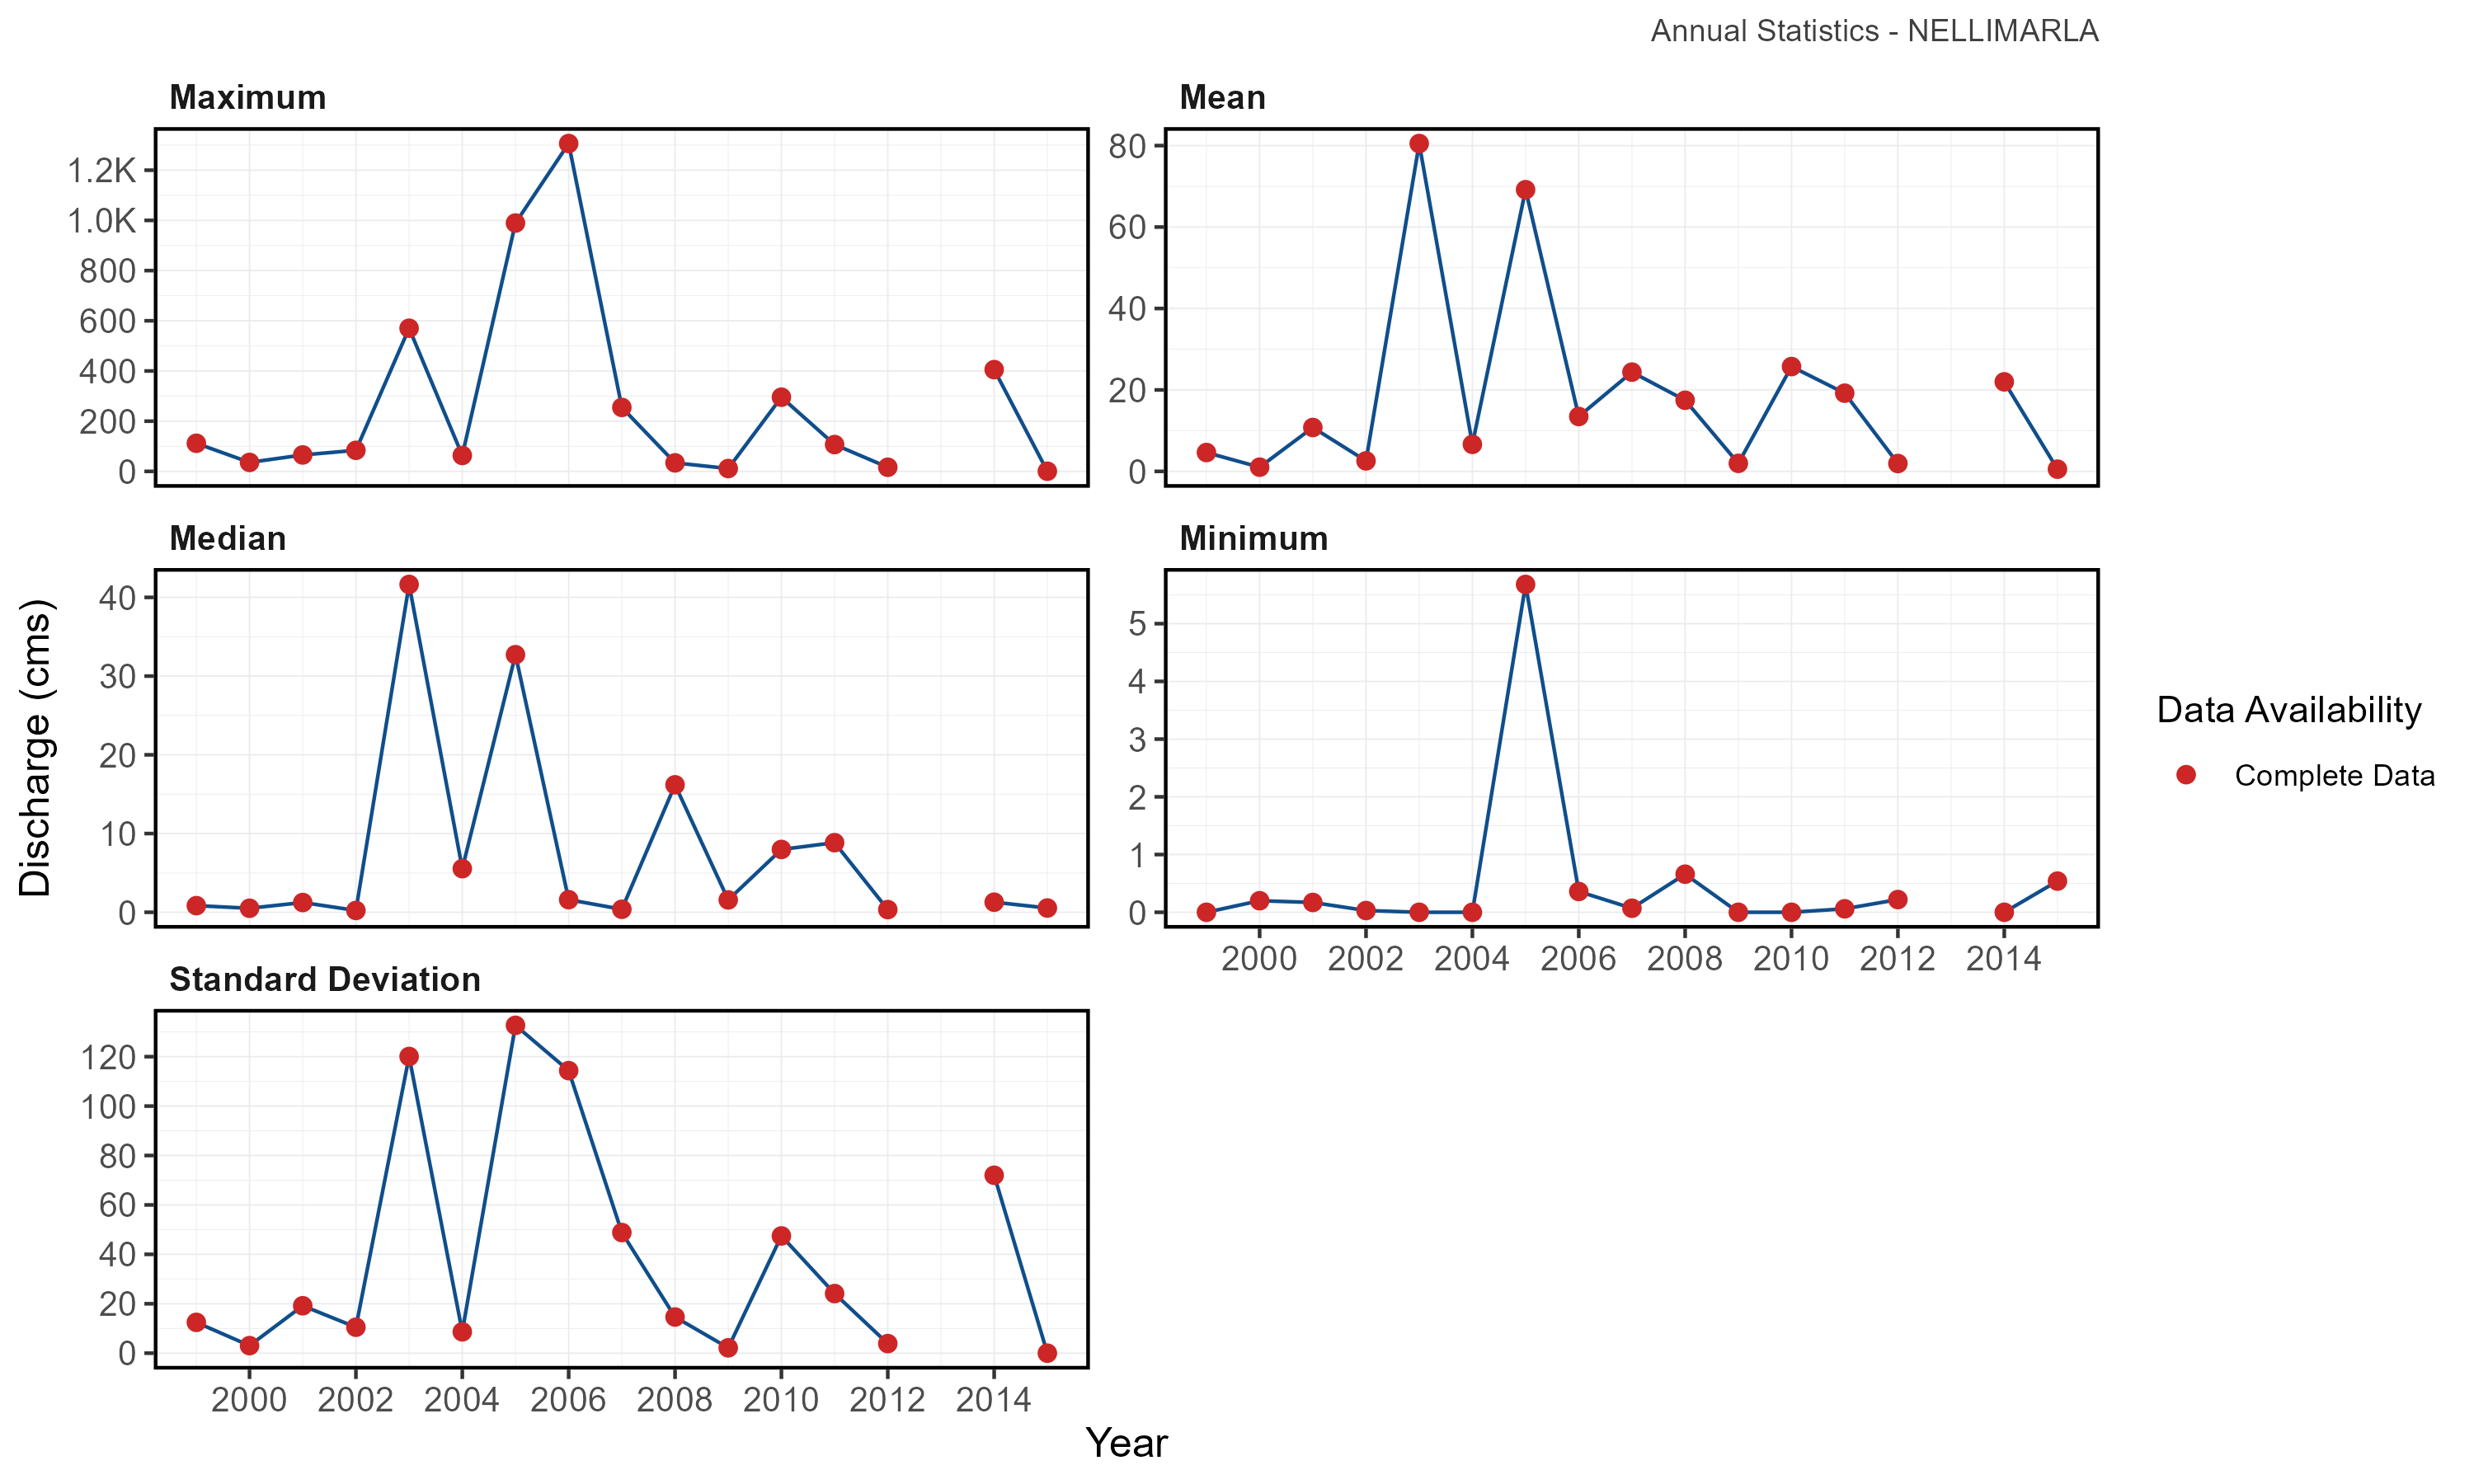 Annual Statistics - NELLIMARLA
Maximum
Mean
1.2K
1.0K
800
600
400
200
0
80
60
40
20
0
Median
Minimum
Discharge (cms)
40
30
20
10
0
5
4
3
2
1
0
2000 2002 2004 2006 2008 2010 2012 2014
Data Availability
Complete Data
Standard Deviation
120
100
80
60
40
20
0
2000 2002 2004 2006 2008 2010 2012 2014
Year